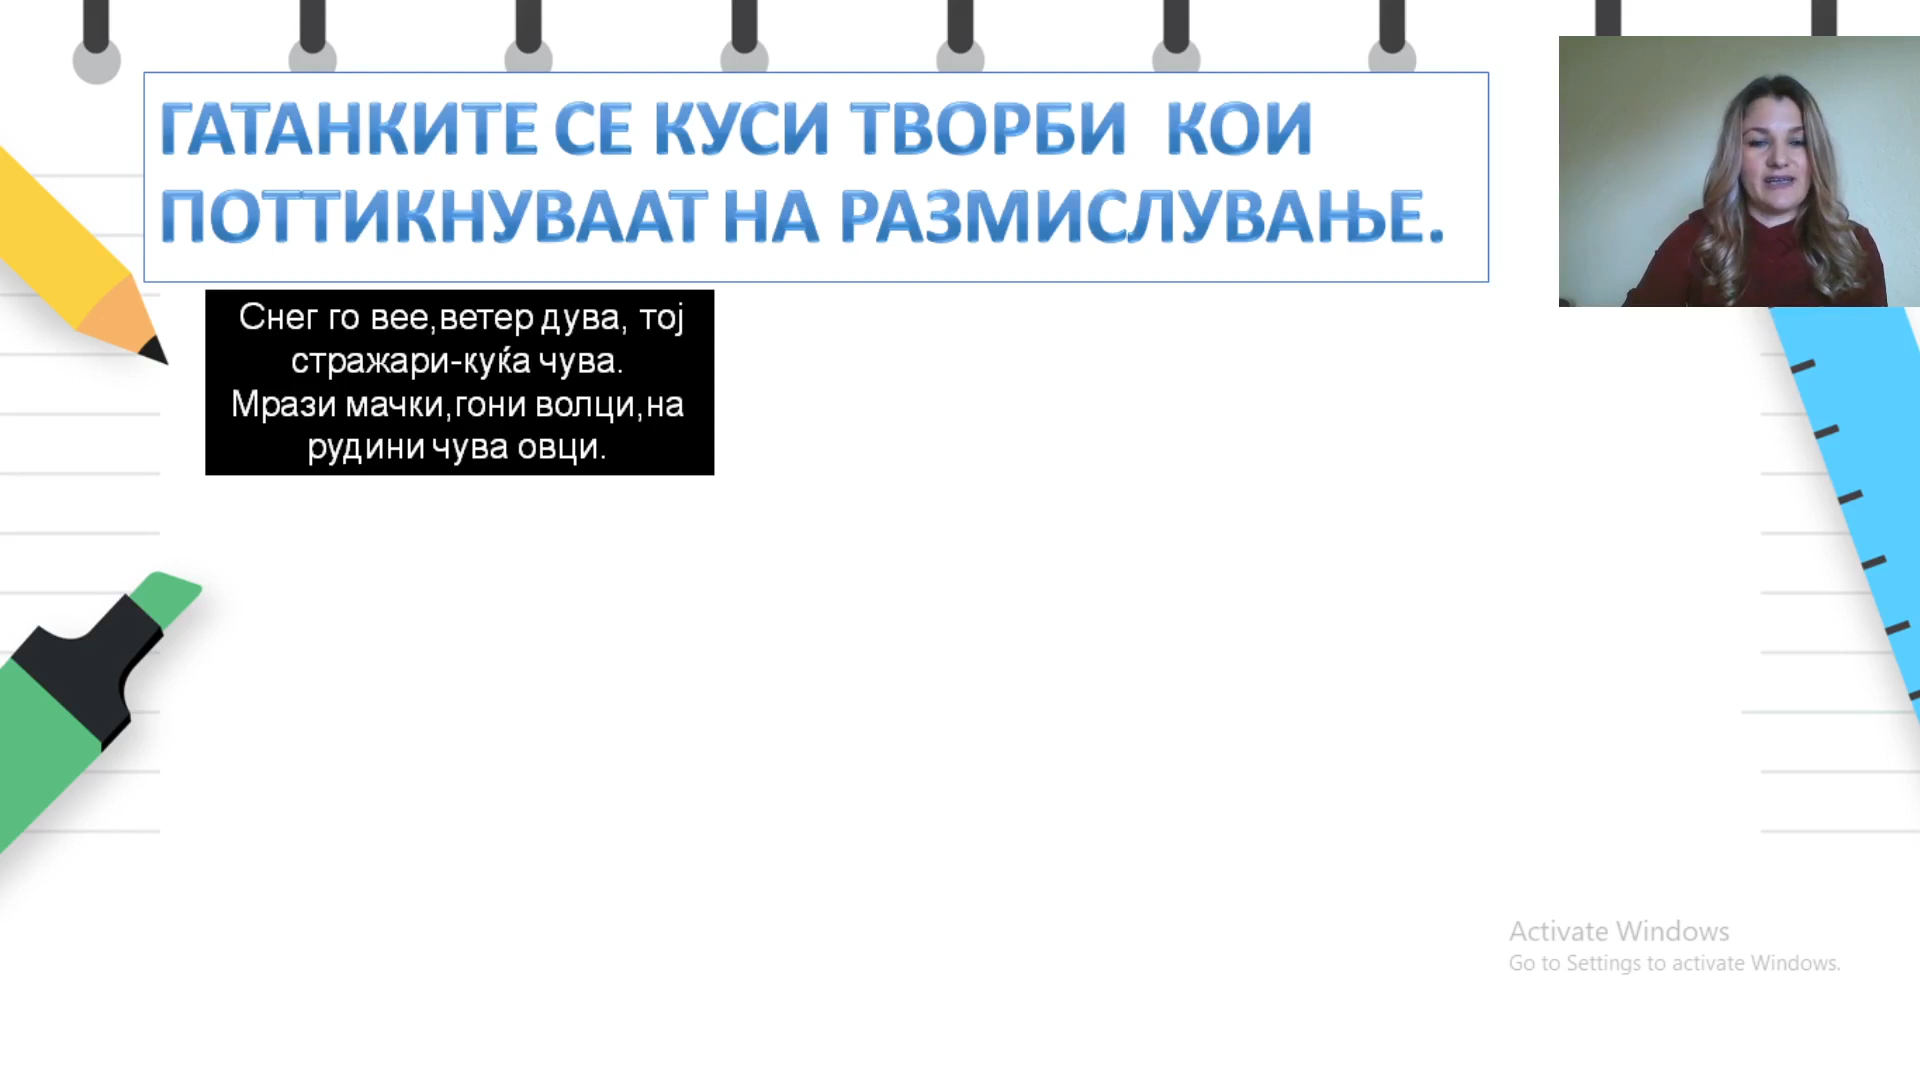 ГАТАНКИТЕ СЕ КУСИ ТВОРБИ КОИ
ПОТТИКНУВААТ НА РАЗМИСЛУВАЊЕ.
Снег го вее,ветер дува, тој
стражари-куќа чува.
Мрази мачки,гони волци,на
рудини чува овци.
Activate Windows
Go to Settings to activate Windows.